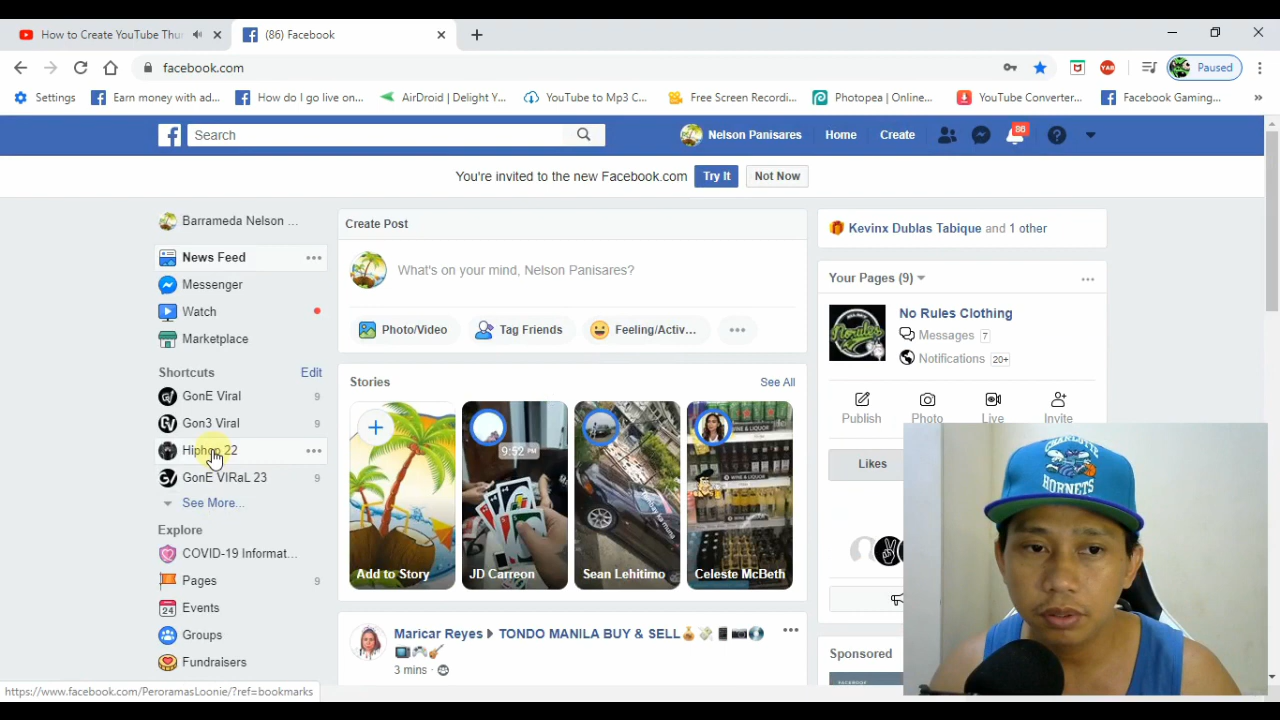 How to Create YouTube Thu
(86) Facebook
facebook.com
Paused
Settings
Earn money with ad...
How do I go live on...
AirDroid | Delight Y...
YouTube to Mp3 C...
Free Screen Recordi...
Photopea | Online...
YouTube Converter...
Facebook Gaming...
Search
Nelson Panisares
Home
Create
86
You're invited to the new Facebook.com
Try It
Not Now
Barrameda Nelson ...
News Feed
Messenger
Watch
Marketplace
Shortcuts
Edit
GonE Viral
9
Gon3 Viral
9
Hiphop 22
GonE VIRaL 23
9
See More...
Explore
COVID-19 Informat...
Pages
9
Events
Groups
Fundraisers
Create Post
What's on your mind, Nelson Panisares?
Photo/Video
Tag Friends
Feeling/Activ...
Stories
See All
Add to Story
9:52 PM
JD Carreon
Sean Lehitimo
Celeste McBeth
Maricar Reyes
TONDO MANILA BUY & SELL
3 mins
Kevinx Dublas Tabique and 1 other
Your Pages (9)
No Rules Clothing
Messages 7
Notifications 20+
Publish
Photo
Live
Invite
Likes
Sponsored
CHARLOTTE
HORNETS
https://www.facebook.com/PeroramasLoonie/?ref=bookmarks